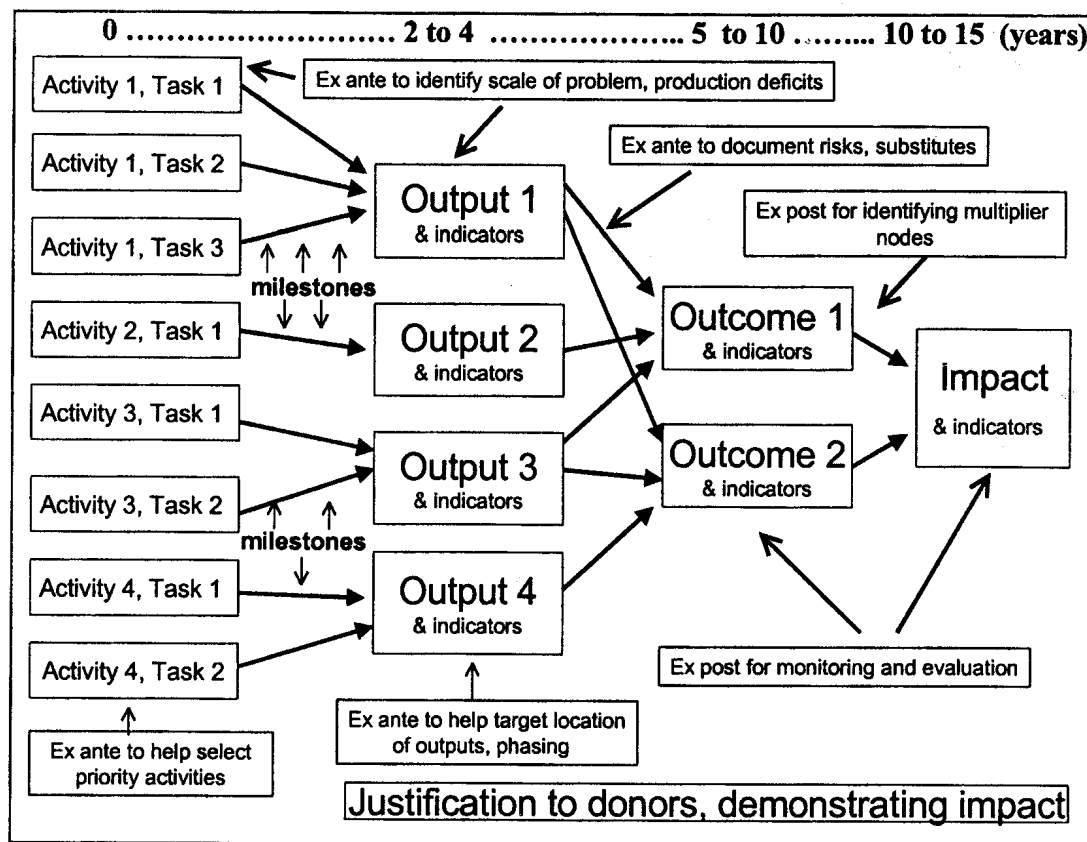 0 .......................... 2 to 4 .................... 5 to 10 ......... 10 to 15 (years)
Activity 1, Task 1
Ex ante to identify scale of problem, production deficits
Activity 1, Task 2
Ex ante to document risks, substitutes
Output 1
& indicators
Activity 1, Task 3
Ex post for identifying multiplier
nodes
milestones
Activity 2, Task 1
Output 2
& indicators
Outcome 1
& indicators
Impact
& indicators
Activity 3, Task 1
Output 3
& indicators
Outcome 2
& indicators
Activity 3, Task 2
milestones
Activity 4, Task 1
Output 4
& indicators
Activity 4, Task 2
Ex post for monitoring and evaluation
Ex ante to help select
priority activities
Ex ante to help target location
of outputs, phasing
Justification to donors, demonstrating impact